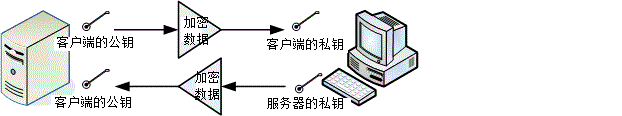 加密
数据
客户端的公钥
客户端的私钥
加密
数据
客户端的公钥
服务器的私钥